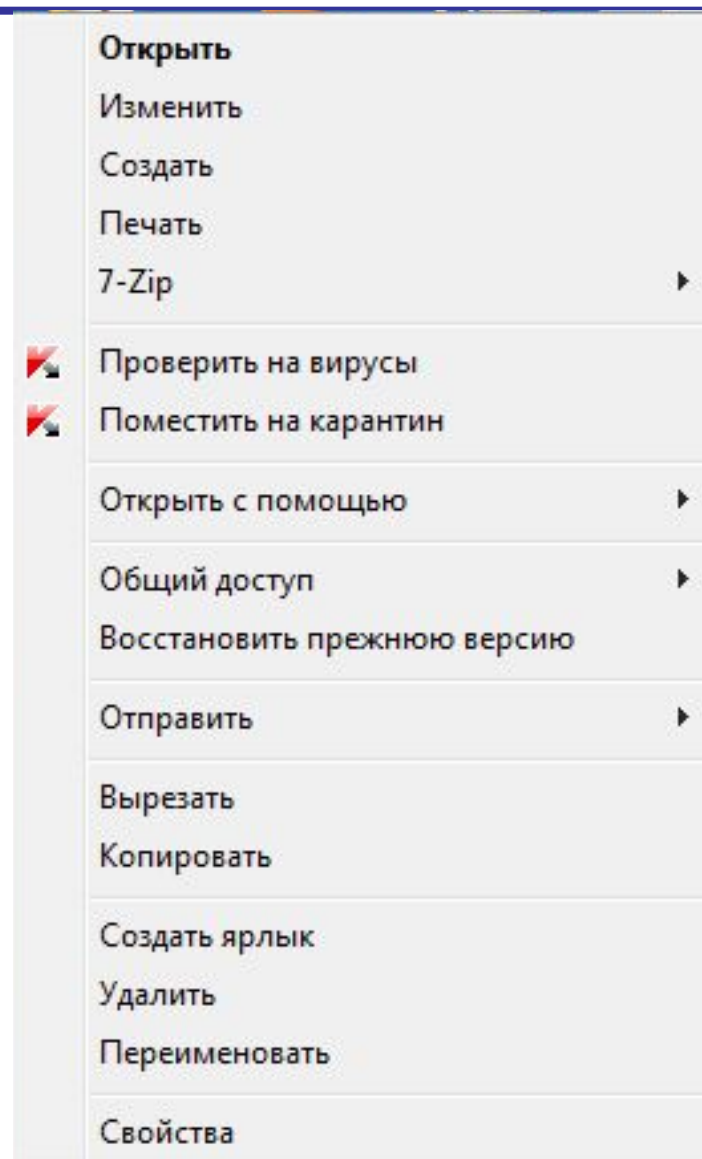 Открыть
Изменить
Создать
Печать
7-Zip
Проверить на вирусы
Поместить на карантин
Открыть с помощью
Общий доступ
Восстановить прежнюю версию
Отправить
Вырезать
Копировать
Создать ярлык
Удалить
Переименовать
Свойства